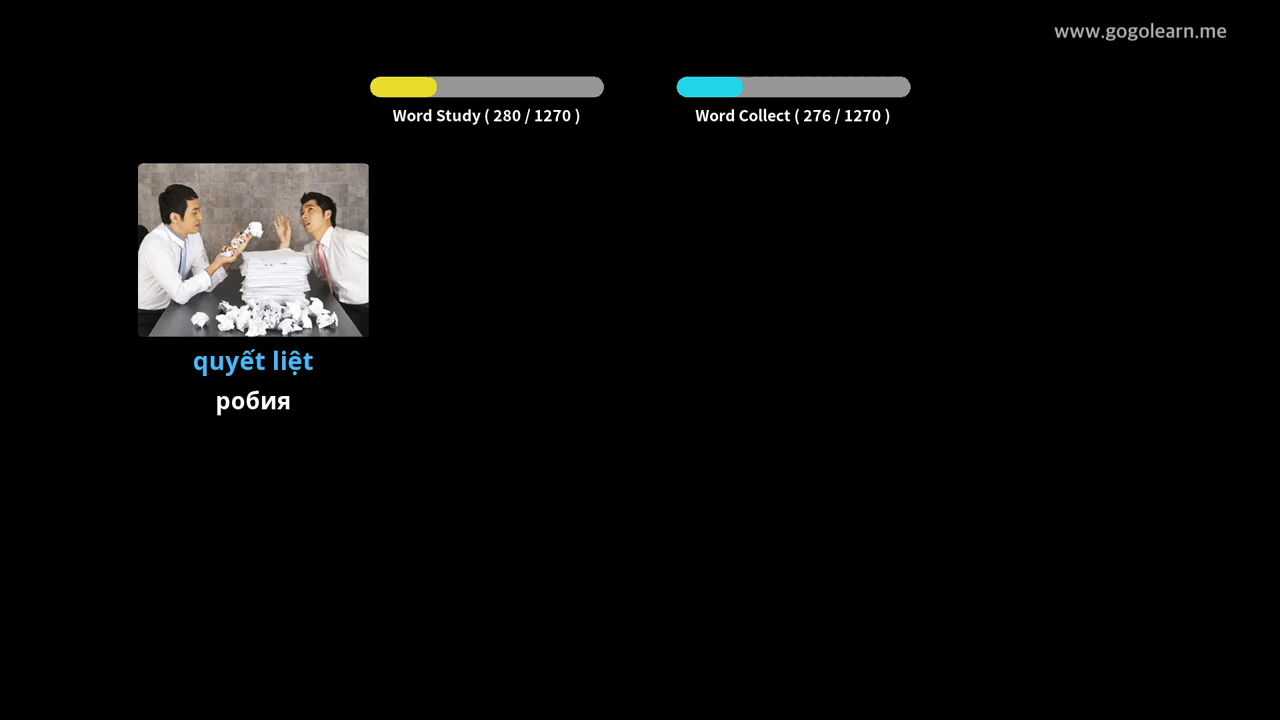 www.gogolearn.me
Word Study ( 280 / 1270 )
Word Collect ( 276 / 1270 )
quyết liệt
робия